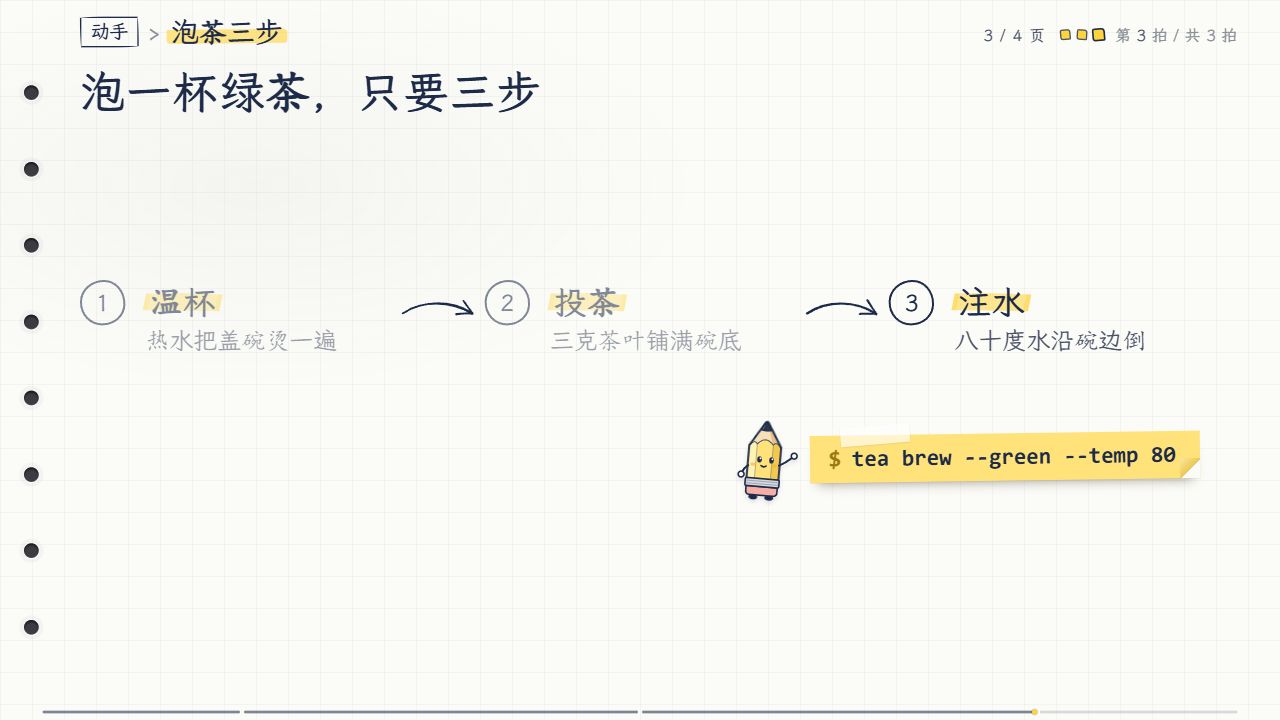 动手 > 泡茶三步
3 / 4 页 第 3 拍 / 共 3 拍
泡一杯绿茶，只要三步
1 温杯
热水把盖碗烫一遍
2 投茶
三克茶叶铺满碗底
3 注水
八十度水沿碗边倒
$ tea brew --green --temp 80